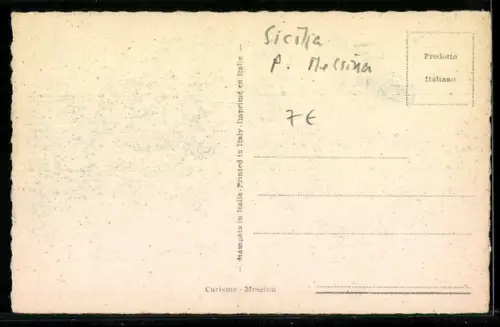 Sicilia
P. Messina
7€
Prodotto
Italiano
— Stampata in Italia - Printed in Italy - Imprimé en Italie —
Carisme - Messina